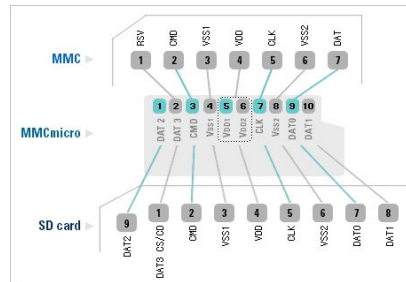 RSV CMD VSS1 VDD CLK VSS2 DAT
MMC 1 2 3 4 5 6 7
1 2 3 4 5 6 7 8 9 10
MMCmicro DAT 2 DAT 3 CMD VSS1 VDD1 VDD2 CLK VSS2 DAT0 DAT1
SD card 9 1 2 3 4 5 6 7 8
DAT2 DAT3 CS/CD CMD VSS1 VDD CLK VSS2 DAT0 DAT1